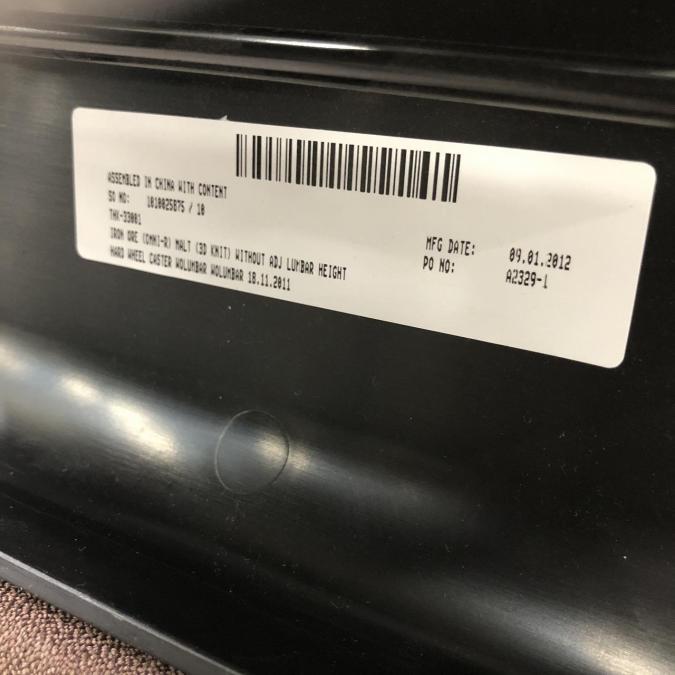 ASSEMBLED IN CHINA WITH CONTENT
SO NO: 1010025875 / 10
THX-33001
IRON ORE (OMNI-R) MALT (3D KNIT) WITHOUT ADJ LUMBAR HEIGHT
HARD WHEEL CASTER WOLUMBAR WOLUMBAR 18.11.2011
MFG DATE: 09.01.2012
PO NO: A2329-1